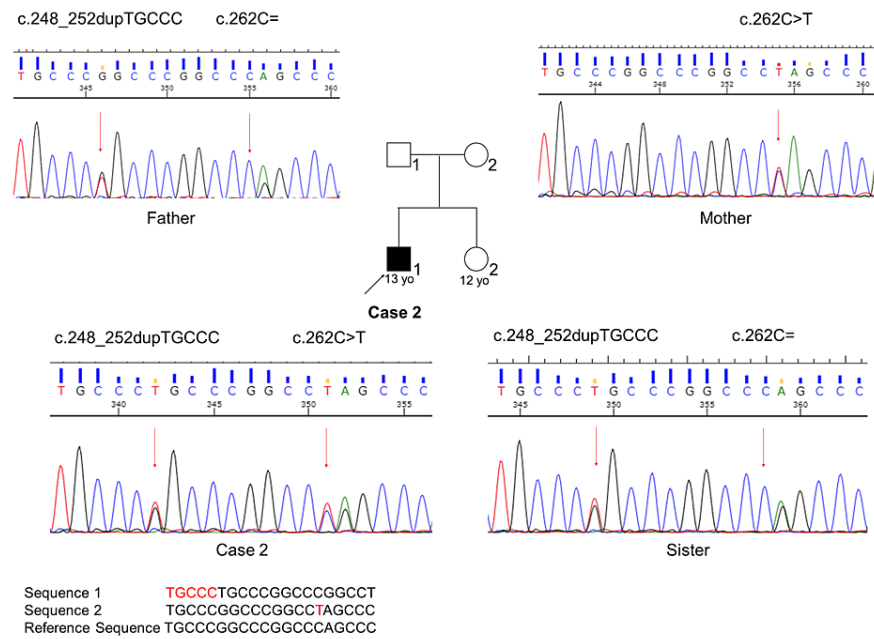 c.248_252dupTGCCC c.262C=
T G C C C G G C C C G G C C C A G C C C
345 350 355 360
Father
c.262C>T
T G C C C G G C C C G G C C T A G C C C
344 348 352 356 360
Mother
1 2
1 2
13 yo 12 yo
Case 2
c.248_252dupTGCCC c.262C>T
T G C C C T G C C C G G C C T A G C C C
340 345 350 355
Case 2
c.248_252dupTGCCC c.262C=
T G C C C T G C C C G G C C C A G C C C
345 350 355 360
Sister
Sequence 1 TGCCCTGCCCGGCCCGGCCT
Sequence 2 TGCCCGGCCCGGCCTAGCCC
Reference Sequence TGCCCGGCCCGGCCCAGCCC